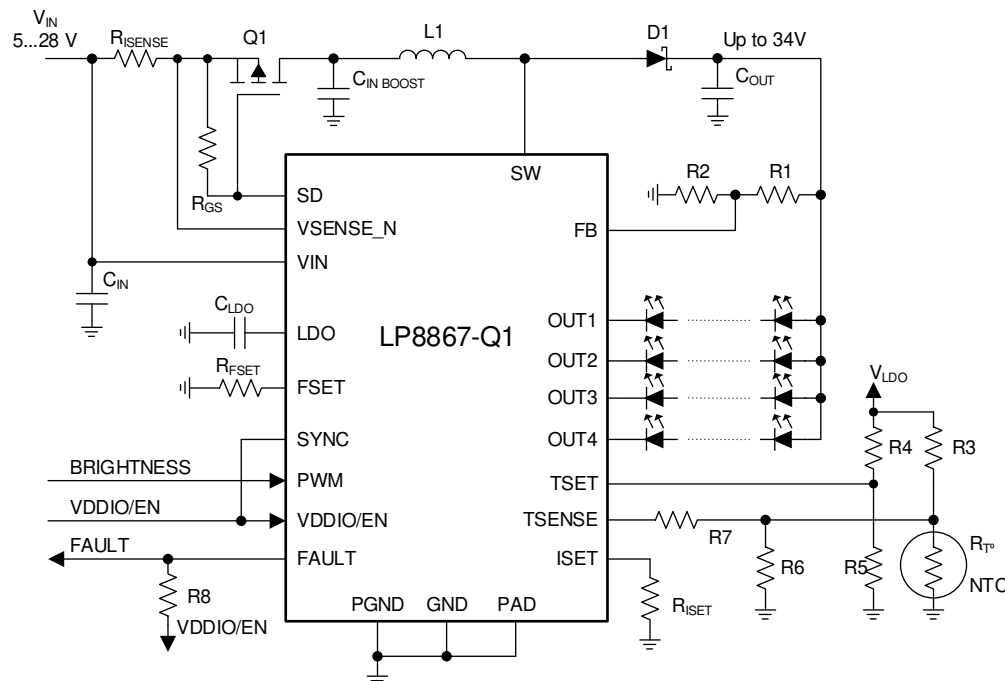 VIN
5...28 V
RISENSE
Q1
L1
D1
Up to 34V
CIN BOOST
COUT
RGS
SW
R2
R1
SD
VSENSE_N
FB
VIN
CIN
CLDO
LDO
LP8867-Q1
OUT1
RFSET
FSET
OUT2
OUT3
VLDO
SYNC
OUT4
R4
R3
BRIGHTNESS
PWM
TSET
VDDIO/EN
VDDIO/EN
TSENSE
R7
FAULT
FAULT
ISET
R6
R5
RT°
NTC
R8
RISET
PGND
GND
PAD
VDDIO/EN